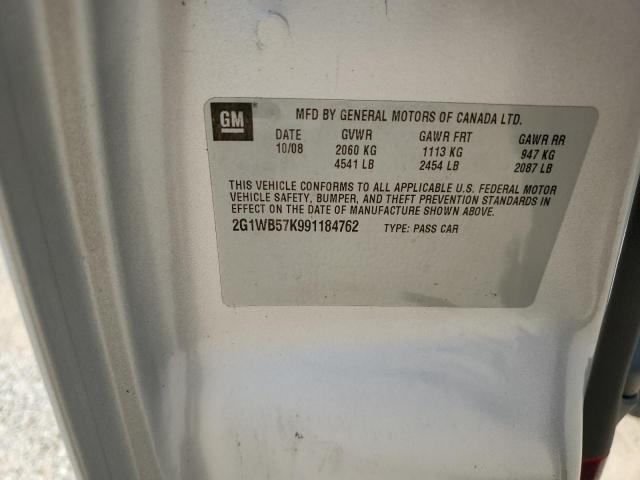 GM® MFD BY GENERAL MOTORS OF CANADA LTD.
DATE GVWR GAWR FRT GAWR RR
10/08 2060 KG 1113 KG 947 KG
4541 LB 2454 LB 2087 LB
THIS VEHICLE CONFORMS TO ALL APPLICABLE U.S. FEDERAL MOTOR
VEHICLE SAFETY, BUMPER, AND THEFT PREVENTION STANDARDS IN
EFFECT ON THE DATE OF MANUFACTURE SHOWN ABOVE.
2G1WB57K991184762 TYPE: PASS CAR